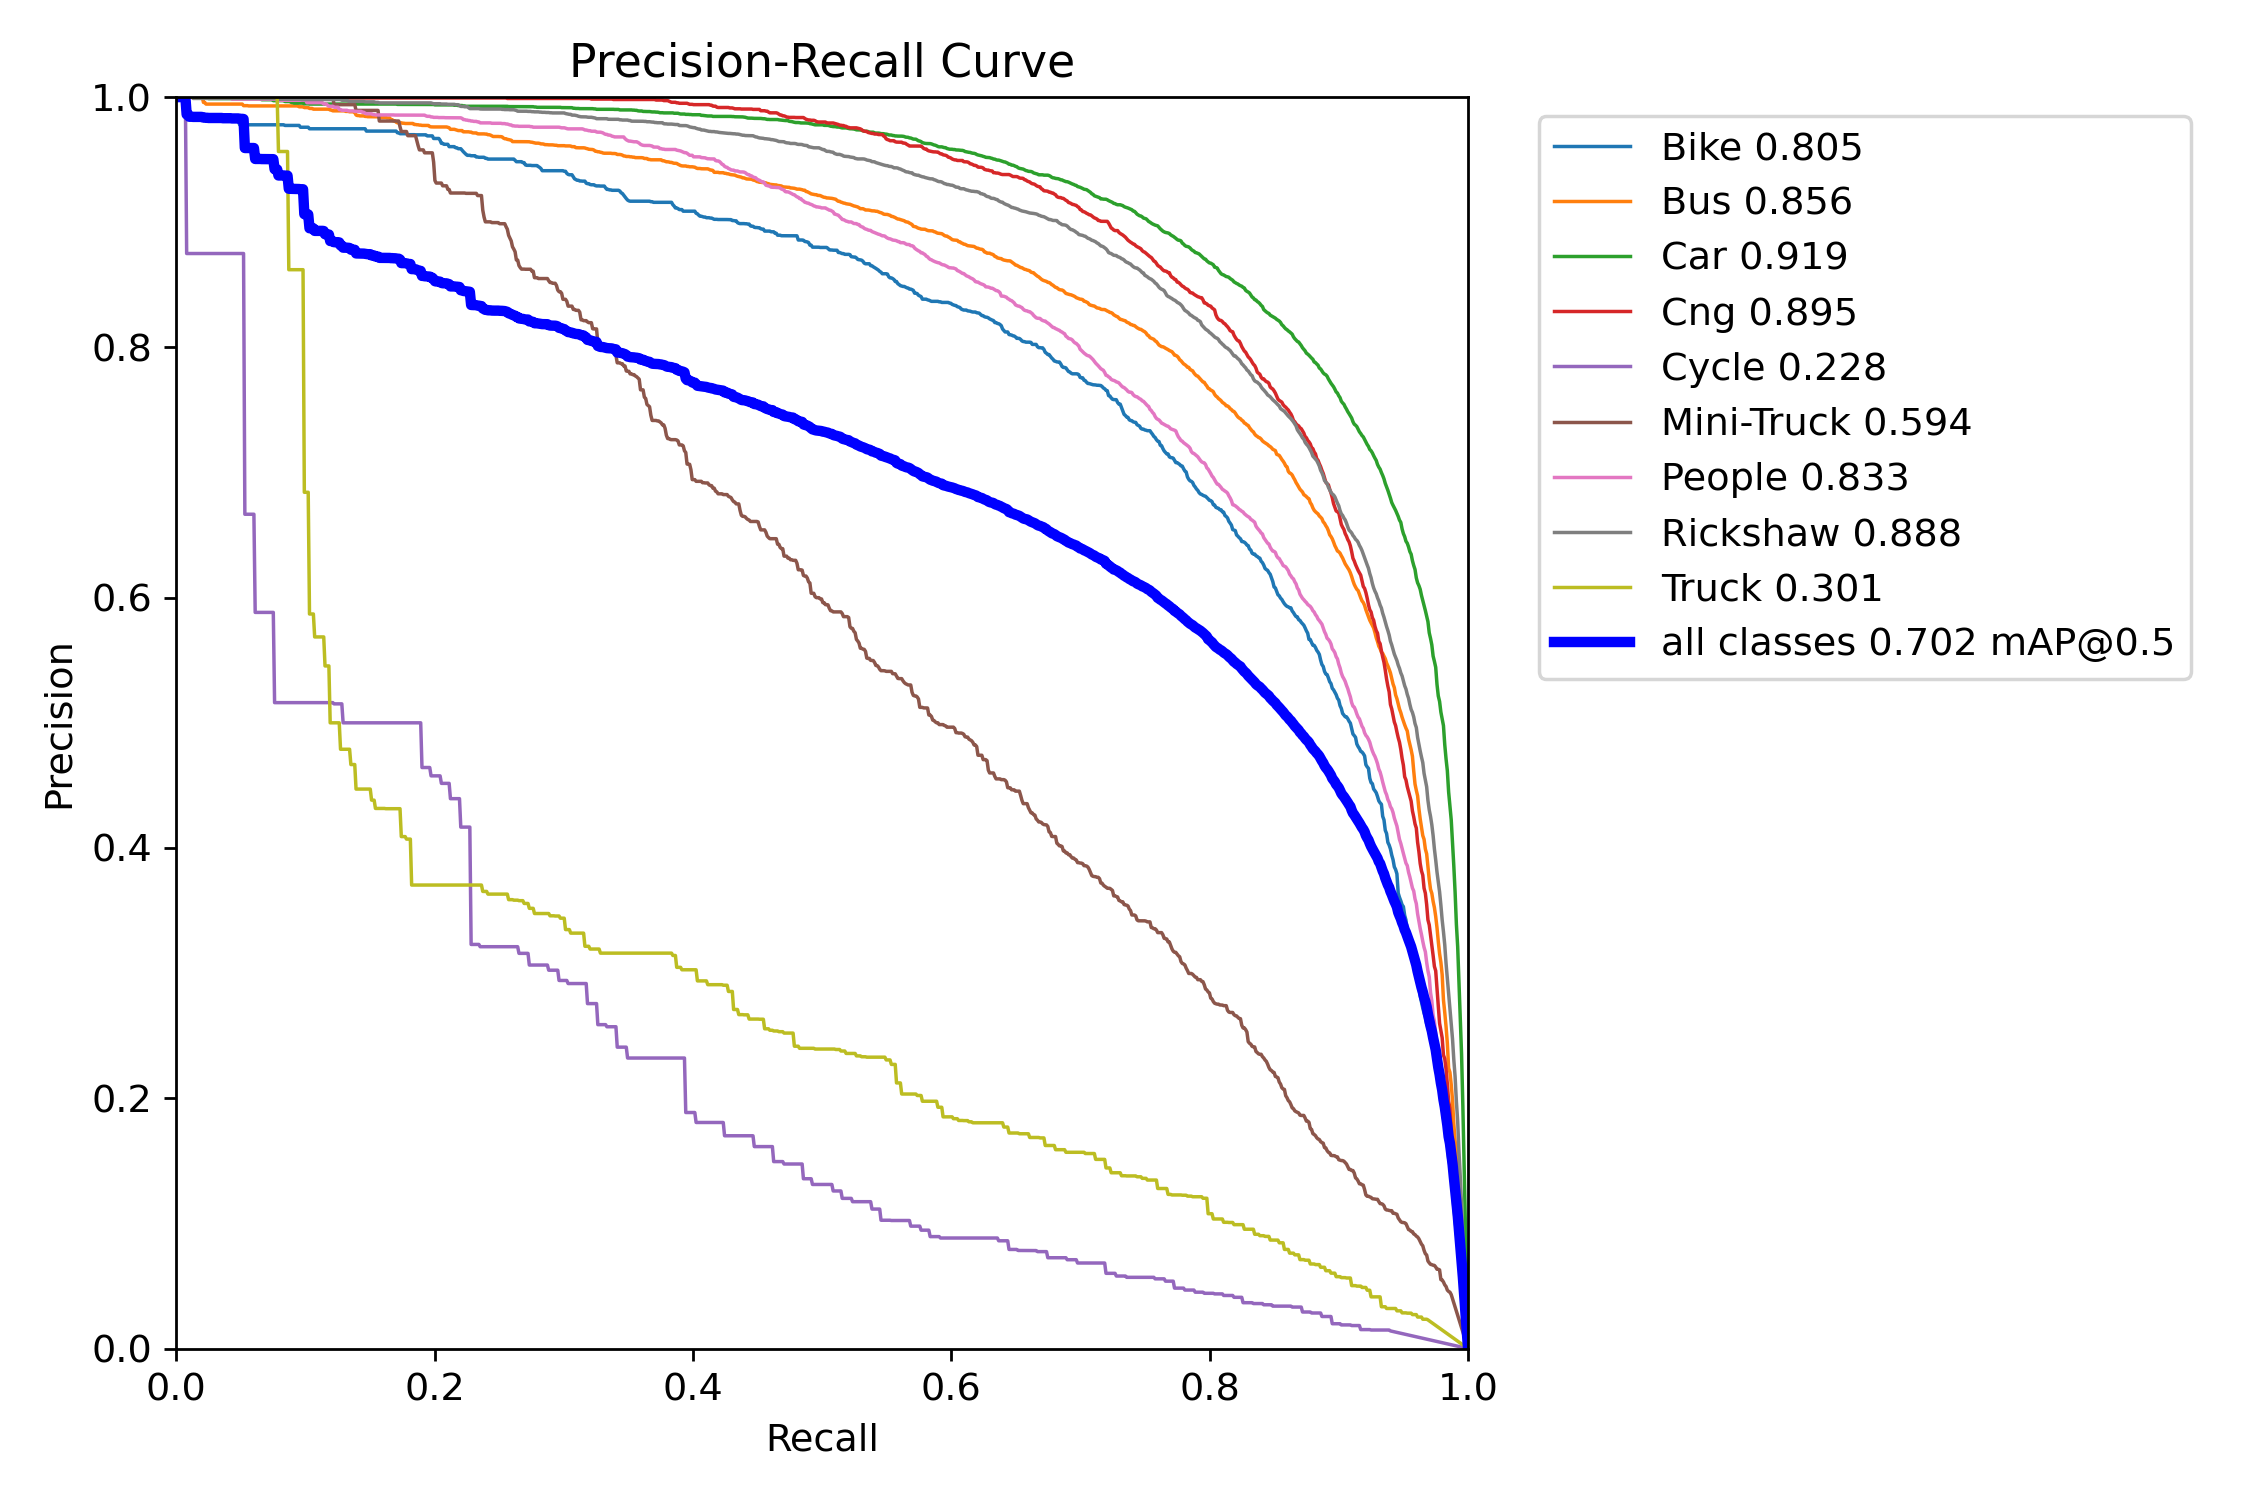 Precision-Recall Curve
1.0
0.8
0.6
0.4
0.2
0.0
Precision
0.0 0.2 0.4 0.6 0.8 1.0
Recall
Bike 0.805
Bus 0.856
Car 0.919
Cng 0.895
Cycle 0.228
Mini-Truck 0.594
People 0.833
Rickshaw 0.888
Truck 0.301
all classes 0.702 mAP@0.5